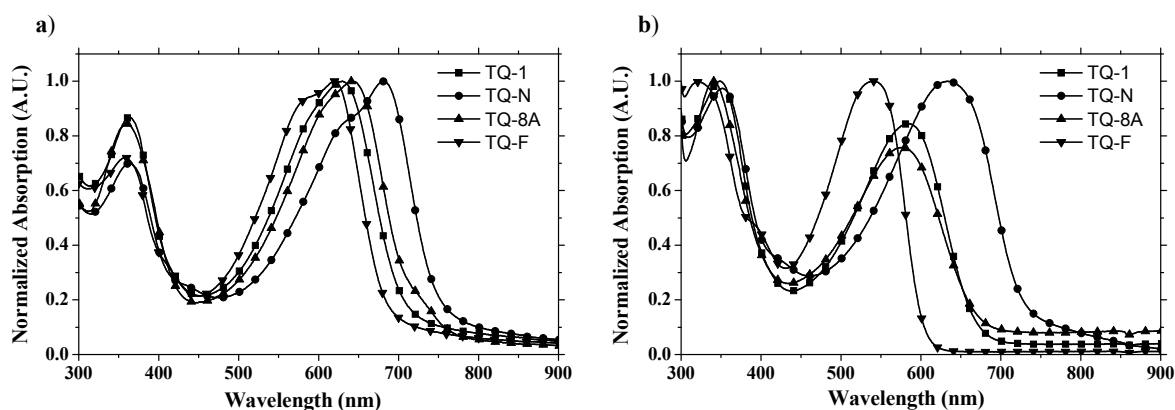 a)
Normalized Absorption (A.U.)
1.0
0.8
0.6
0.4
0.2
0.0
300 400 500 600 700 800 900
Wavelength (nm)
TQ-1
TQ-N
TQ-8A
TQ-F
b)
Normalized Absorption (A.U.)
1.0
0.8
0.6
0.4
0.2
0.0
300 400 500 600 700 800 900
Wavelength (nm)
TQ-1
TQ-N
TQ-8A
TQ-F